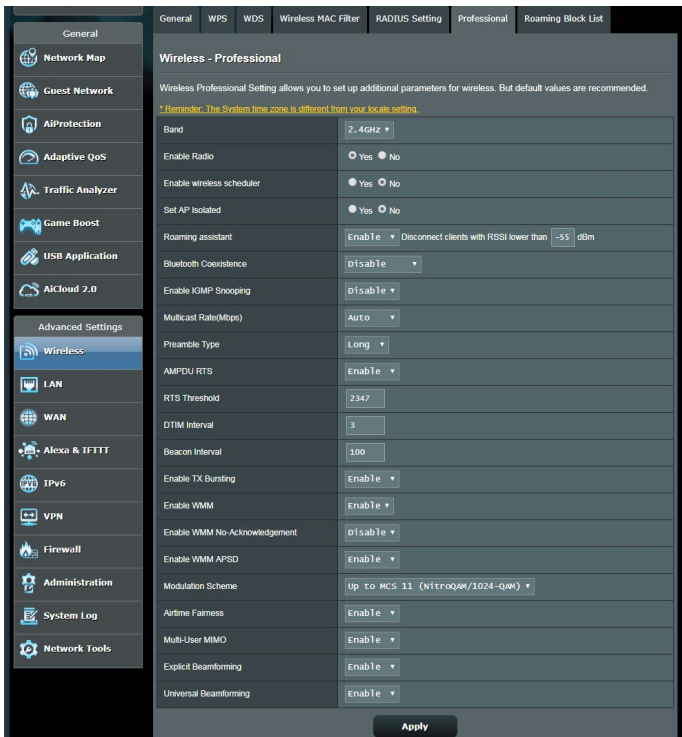 General WPS WDS Wireless MAC Filter RADIUS Setting Professional Roaming Block List
General
Network Map
Guest Network
AiProtection
Adaptive QoS
Traffic Analyzer
Game Boost
USB Application
AiCloud 2.0
Advanced Settings
Wireless
LAN
WAN
Alexa & IFTTT
IPv6
VPN
Firewall
Administration
System Log
Network Tools
Wireless - Professional
Wireless Professional Setting allows you to set up additional parameters for wireless. But default values are recommended.
* Reminder: The System time zone is different from your locale setting.
Band 2.4GHz
Enable Radio Yes No
Enable wireless scheduler Yes No
Set AP Isolated Yes No
Roaming assistant Enable Disconnect clients with RSSI lower than -55 dBm
Bluetooth Coexistence Disable
Enable IGMP Snooping Disable
Multicast Rate(Mbps) Auto
Preamble Type Long
AMPDU RTS Enable
RTS Threshold 2347
DTIM Interval 3
Beacon Interval 100
Enable TX Bursting Enable
Enable WMM Enable
Enable WMM No-Acknowledgement Disable
Enable WMM APSD Enable
Modulation Scheme Up to MCS 11 (NitroQAM/1024-QAM)
Airtime Fairness Enable
Multi-User MIMO Enable
Explicit Beamforming Enable
Universal Beamforming Enable
Apply